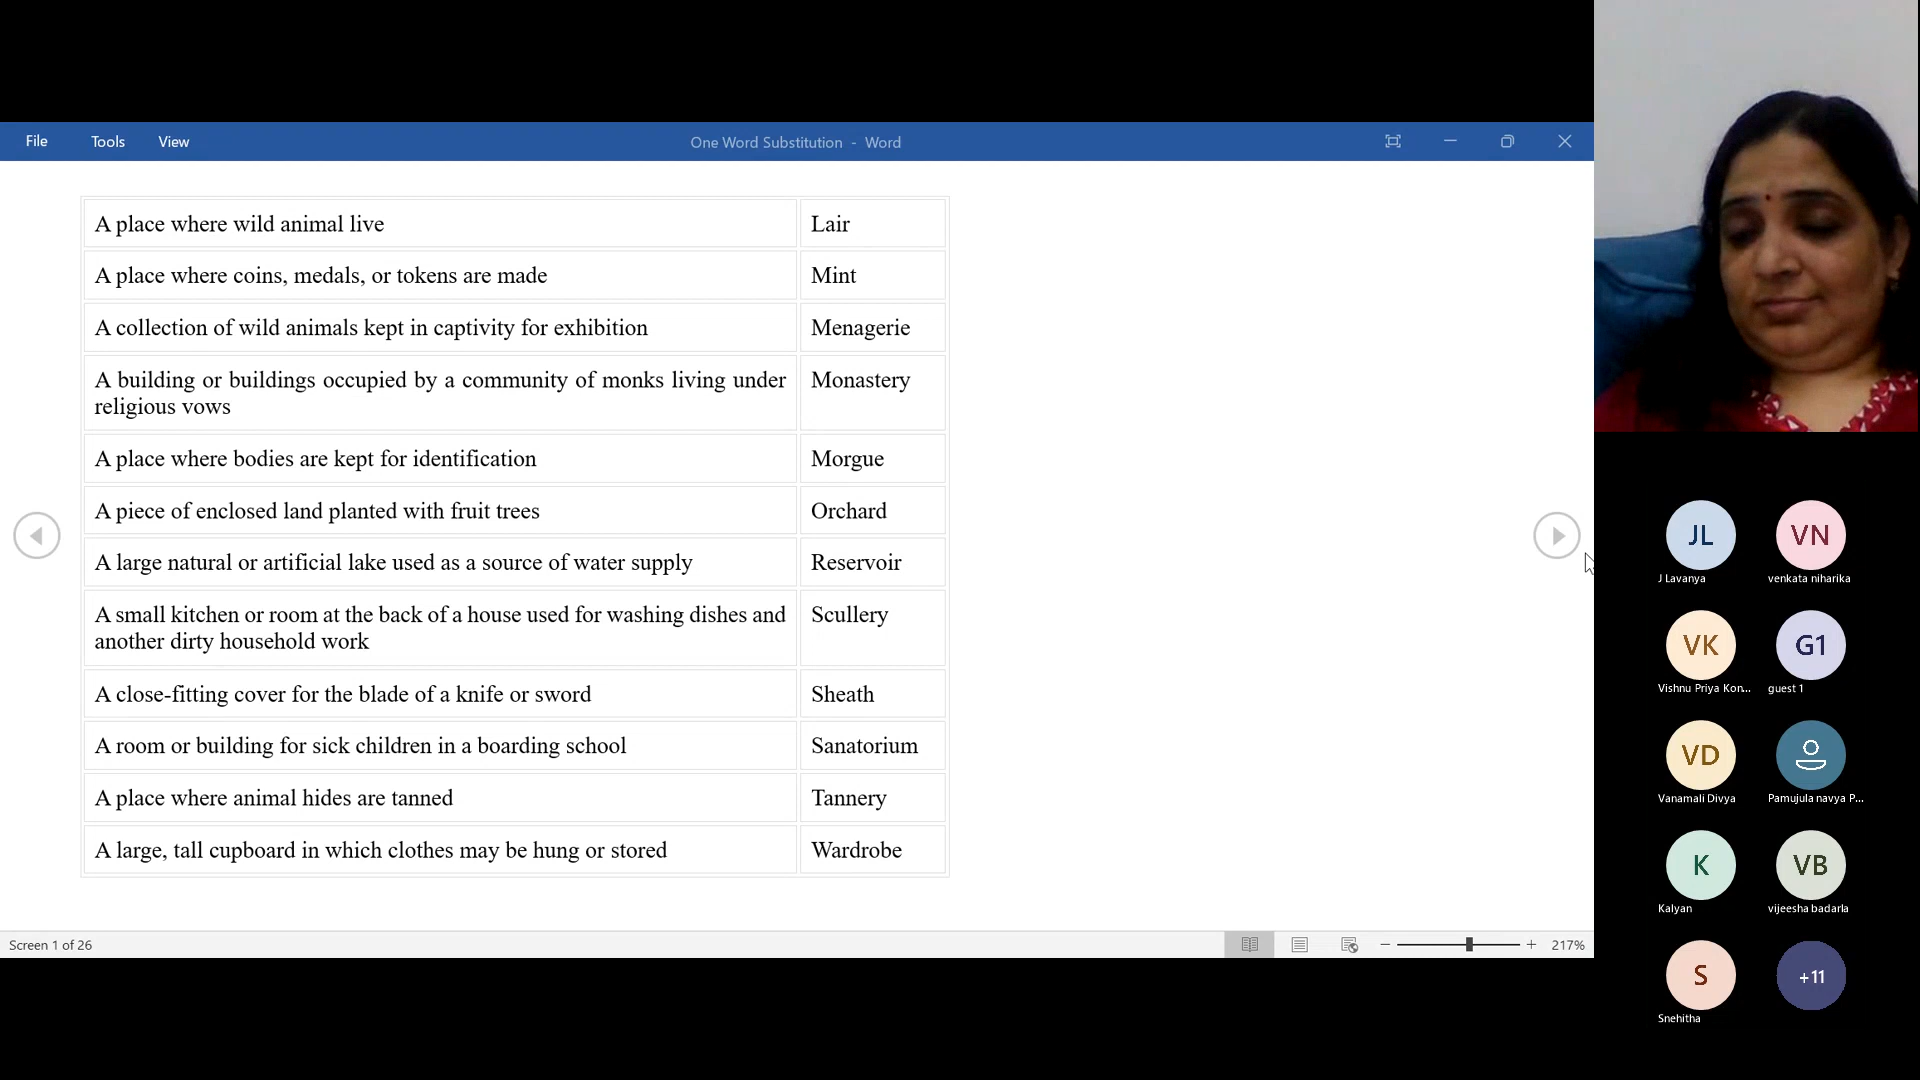 File Tools View One Word Substitution - Word
A place where wild animal live Lair
A place where coins, medals, or tokens are made Mint
A collection of wild animals kept in captivity for exhibition Menagerie
A building or buildings occupied by a community of monks living under Monastery
religious vows
A place where bodies are kept for identification Morgue
A piece of enclosed land planted with fruit trees Orchard
A large natural or artificial lake used as a source of water supply Reservoir
A small kitchen or room at the back of a house used for washing dishes and Scullery
another dirty household work
A close-fitting cover for the blade of a knife or sword Sheath
A room or building for sick children in a boarding school Sanatorium
A place where animal hides are tanned Tannery
A large, tall cupboard in which clothes may be hung or stored Wardrobe
Screen 1 of 26 217%
JL VN
J Lavanya venkata niharika
VK G1
Vishnu Priya Kon... guest 1
VD
Vanamali Divya Pamujula navya P...
K VB
Kalyan vijeesha badarla
S +11
Snehitha